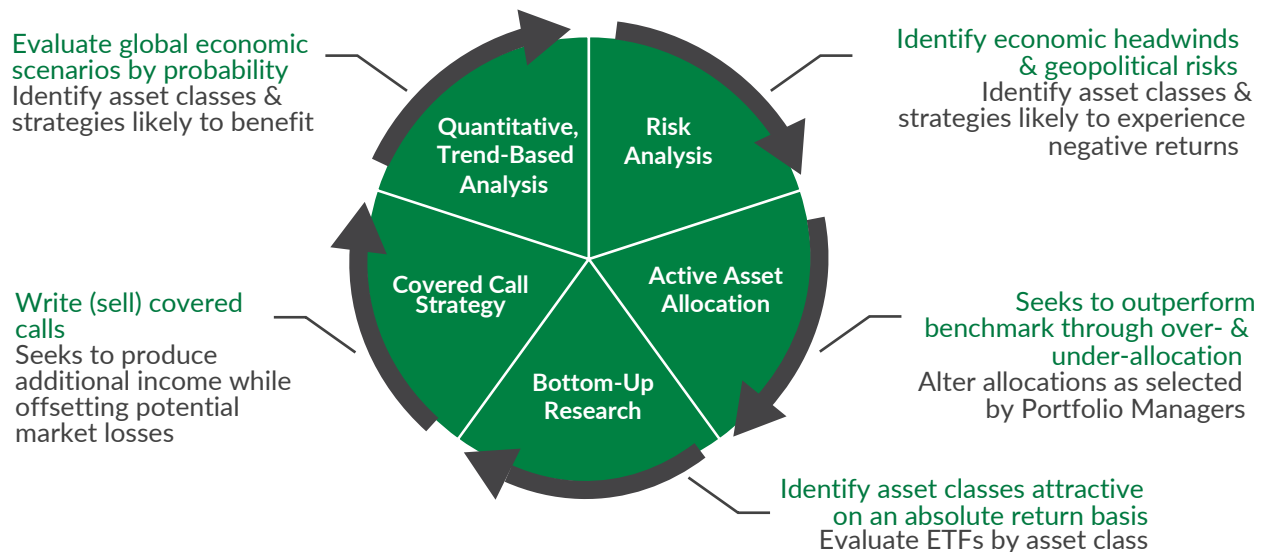 Evaluate global economic
scenarios by probability
Identify asset classes &
strategies likely to benefit
Identify economic headwinds
& geopolitical risks
Identify asset classes &
strategies likely to experience
negative returns
Quantitative,
Trend-Based
Analysis
Risk
Analysis
Covered Call
Strategy
Active Asset
Allocation
Bottom-Up
Research
Write (sell) covered
calls
Seeks to produce
additional income while
offsetting potential
market losses
Seeks to outperform
benchmark through over- &
under-allocation
Alter allocations as selected
by Portfolio Managers
Identify asset classes attractive
on an absolute return basis
Evaluate ETFs by asset class